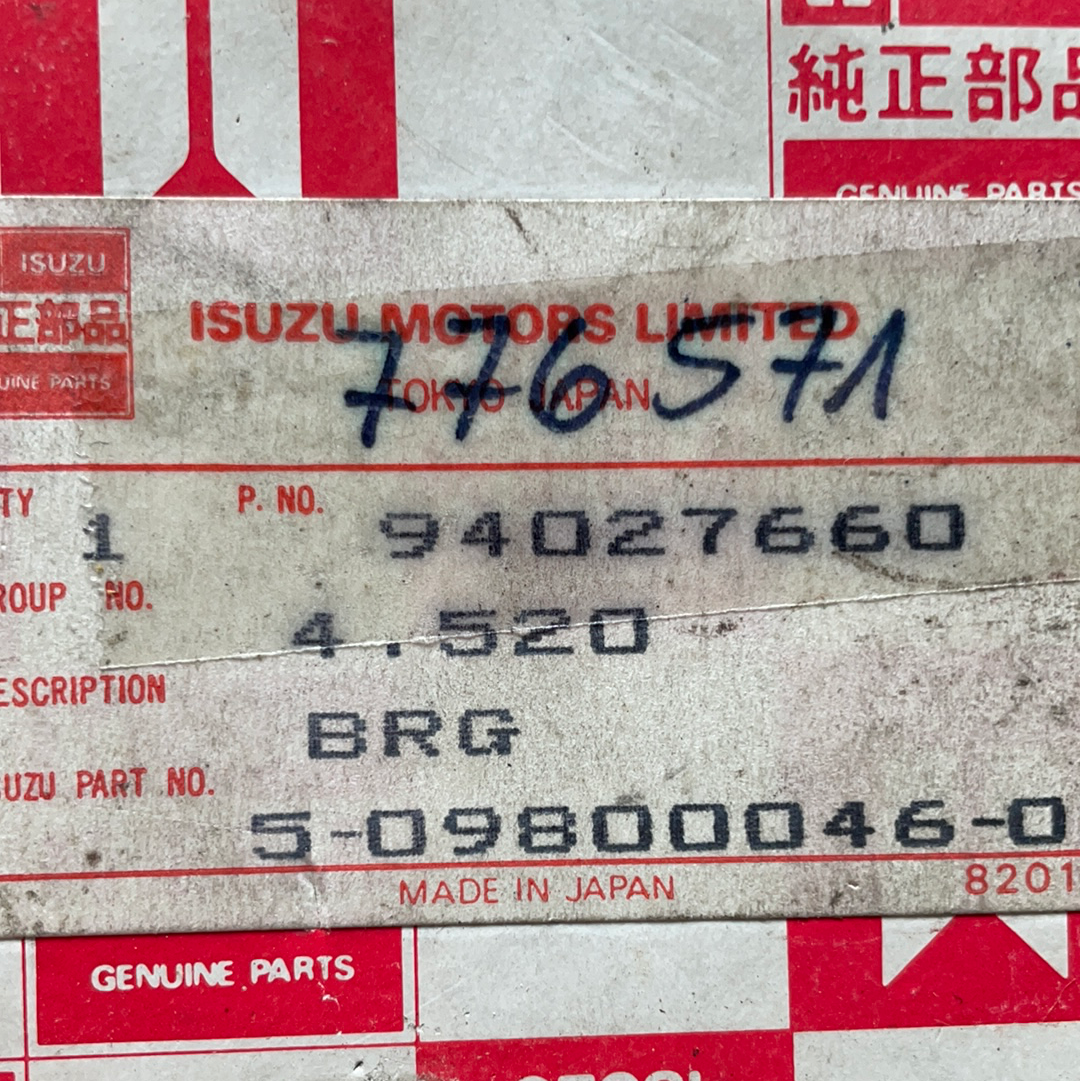 純正部品
GENUINE PARTS
ISUZU
正部品
UINE PARTS
ISUZU MOTORS LIMITED
TOKYO JAPAN
776571
TY 1 P. NO. 94027660
ROUP NO. 4.520
ESCRIPTION BRG
UZU PART NO. 5-09800046-0
MADE IN JAPAN 8201
GENUINE PARTS